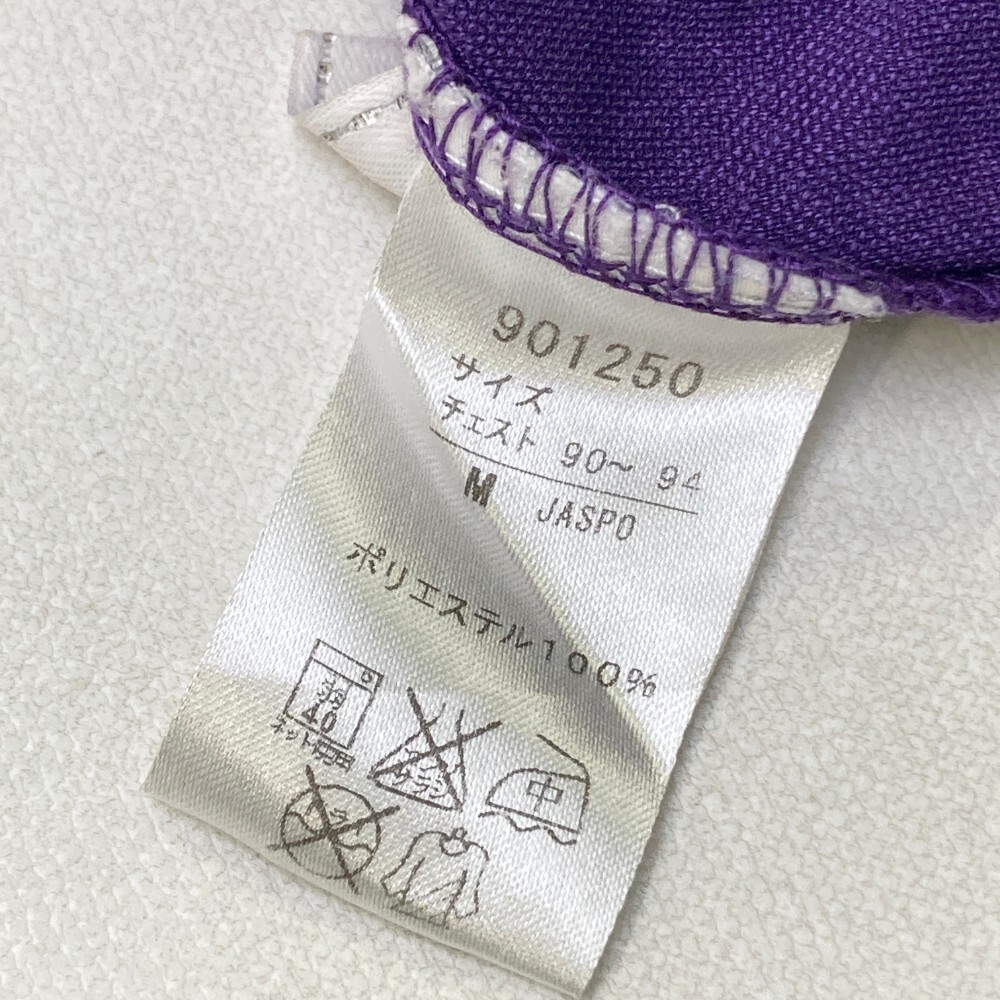 901250
サイズ
チェスト 90~ 94
M JASPO
ポリエステル100%
40
ネット使用
中